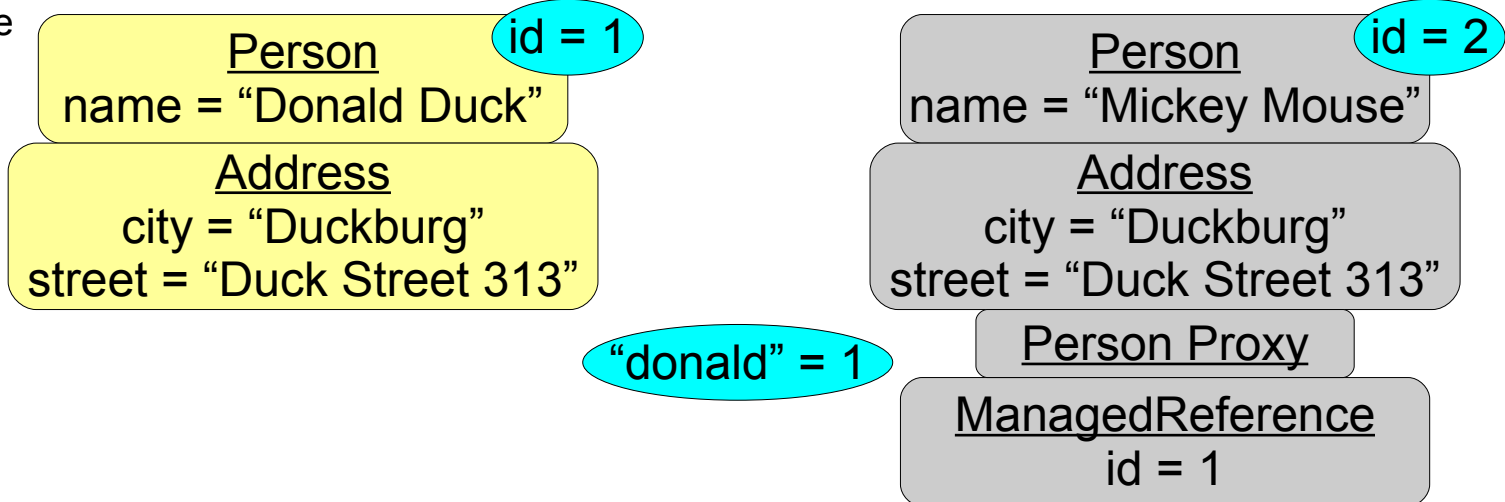 e
Person
id = 1
name = “Donald Duck”
Address
city = “Duckburg”
street = “Duck Street 313”
Person
id = 2
name = “Mickey Mouse”
Address
city = “Duckburg”
street = “Duck Street 313”
“donald” = 1
Person Proxy
ManagedReference
id = 1